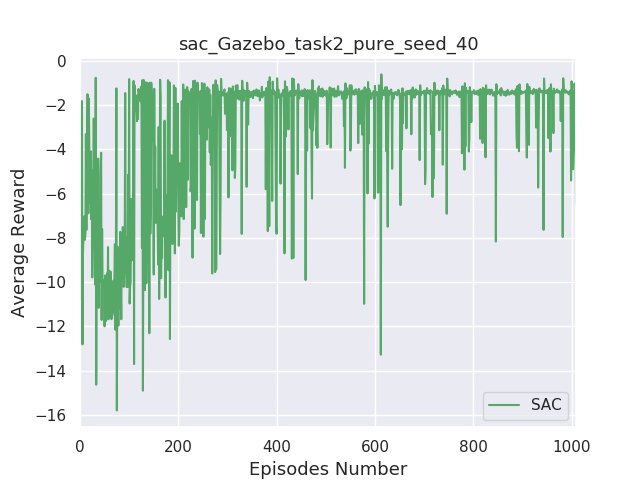 sac_Gazebo_task2_pure_seed_40
0
−2
−4
−6
−8
−10
−12
−14
−16
Average Reward
SAC
0 200 400 600 800 1000
Episodes Number